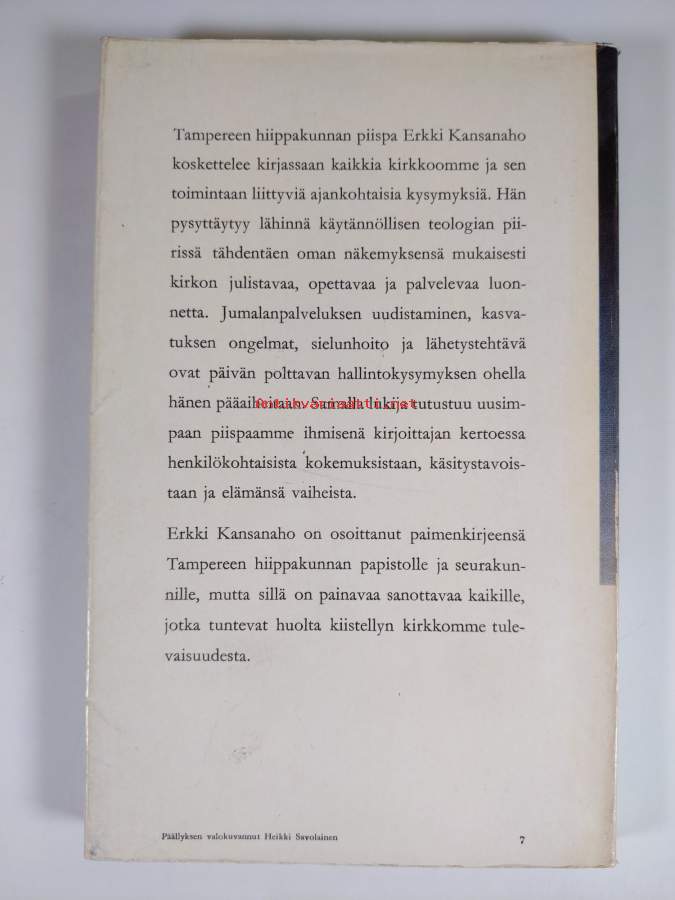 Tampereen hiippakunnan piispa Erkki Kansanaho
koskettelee kirjassaan kaikkia kirkkoomme ja sen
toimintaan liittyviä ajankohtaisia kysymyksiä. Hän
pysyttäytyy lähinnä käytännöllisen teologian pii-
rissä tähdentäen oman näkemyksensä mukaisesti
kirkon julistavaa, opettavaa ja palvelevaa luon-
netta. Jumalanpalveluksen uudistaminen, kasva-
tuksen ongelmat, sielunhoito ja lähetystehtävä
ovat päivän polttavan hallintokysymyksen ohella
hänen pääaiheitaan. Samalla lukija tutustuu uusim-
paan piispaamme ihmisenä kirjoittajan kertoessa
henkilökohtaisista kokemuksistaan, käsitystavois-
taan ja elämänsä vaiheista.
Erkki Kansanaho on osoittanut paimenkirjeensä
Tampereen hiippakunnan papistolle ja seurakun-
nille, mutta sillä on painavaa sanottavaa kaikille,
jotka tuntevat huolta kiistellyn kirkkomme tule-
vaisuudesta.
Päällyksen valokuvannut Heikki Savolainen 7